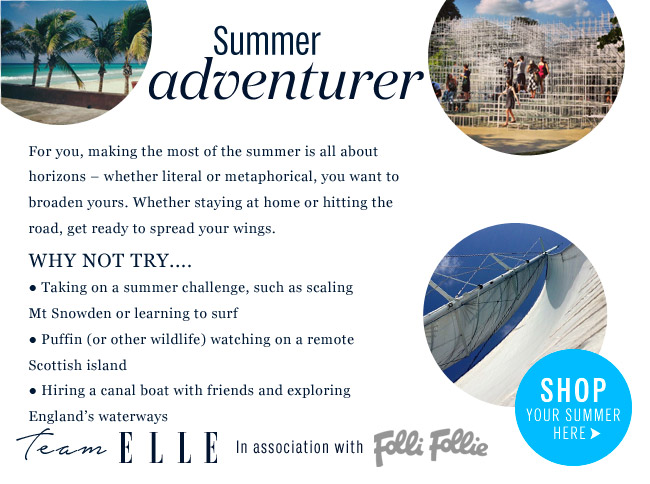 Summer
adventurer
For you, making the most of the summer is all about
horizons – whether literal or metaphorical, you want to
broaden yours. Whether staying at home or hitting the
road, get ready to spread your wings.
WHY NOT TRY....
● Taking on a summer challenge, such as scaling
Mt Snowden or learning to surf
● Puffin (or other wildlife) watching on a remote
Scottish island
● Hiring a canal boat with friends and exploring
England’s waterways
Team ELLE In association with Folli Follie
SHOP
YOUR SUMMER
HERE ➤